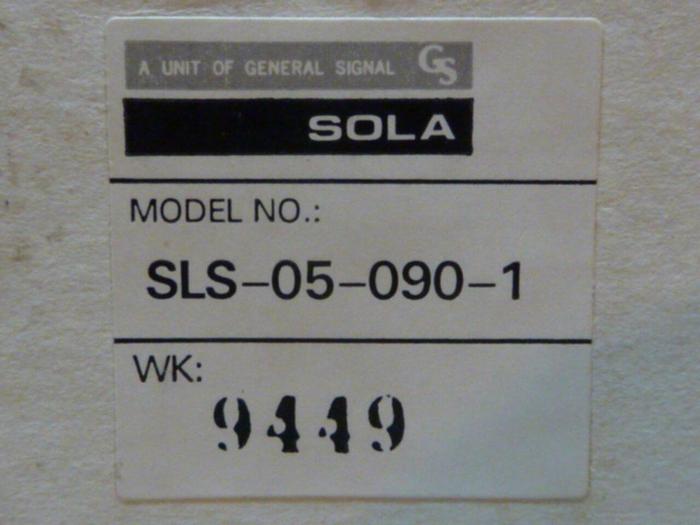 A UNIT OF GENERAL SIGNAL GS
SOLA
MODEL NO.:
SLS-05-090-1
WK:
9449